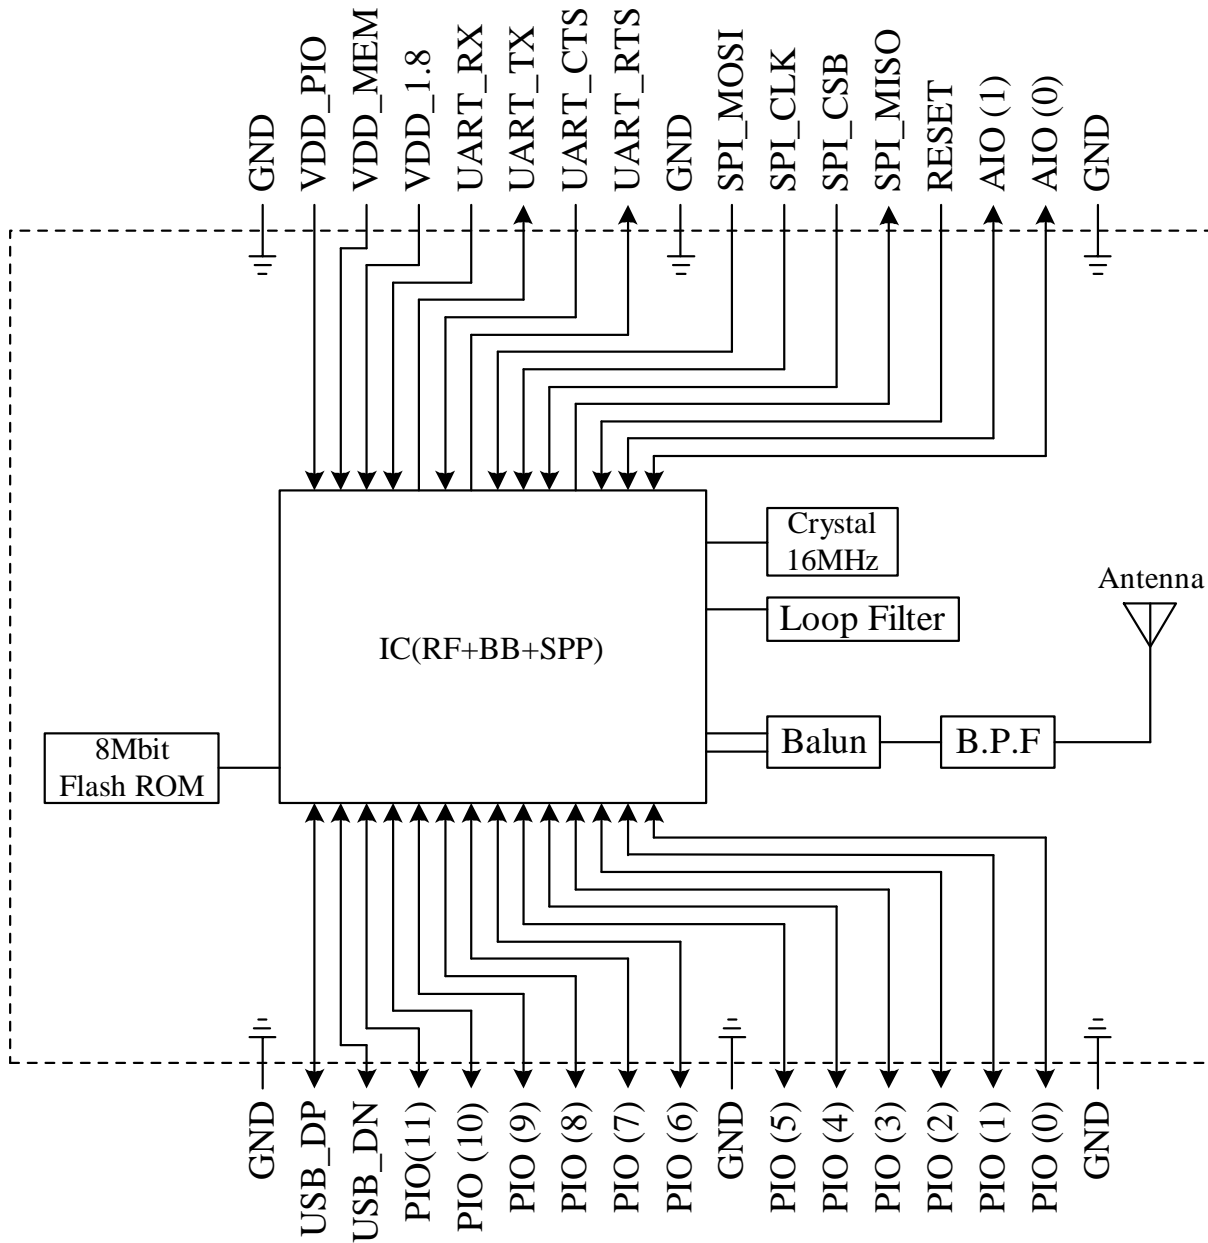 GND
VDD_PIO
VDD_MEM
VDD_1.8
UART_RX
UART_TX
UART_CTS
UART_RTS
GND
SPI_MOSI
SPI_CLK
SPI_CSB
SPI_MISO
RESET
AIO (1)
AIO (0)
GND
Crystal
16MHz
Antenna
Loop Filter
IC(RF+BB+SPP)
8Mbit
Flash ROM
Balun
B.P.F
GND
USB_DP
USB_DN
PIO(11)
PIO (10)
PIO (9)
PIO (8)
PIO (7)
PIO (6)
GND
PIO (5)
PIO (4)
PIO (3)
PIO (2)
PIO (1)
PIO (0)
GND